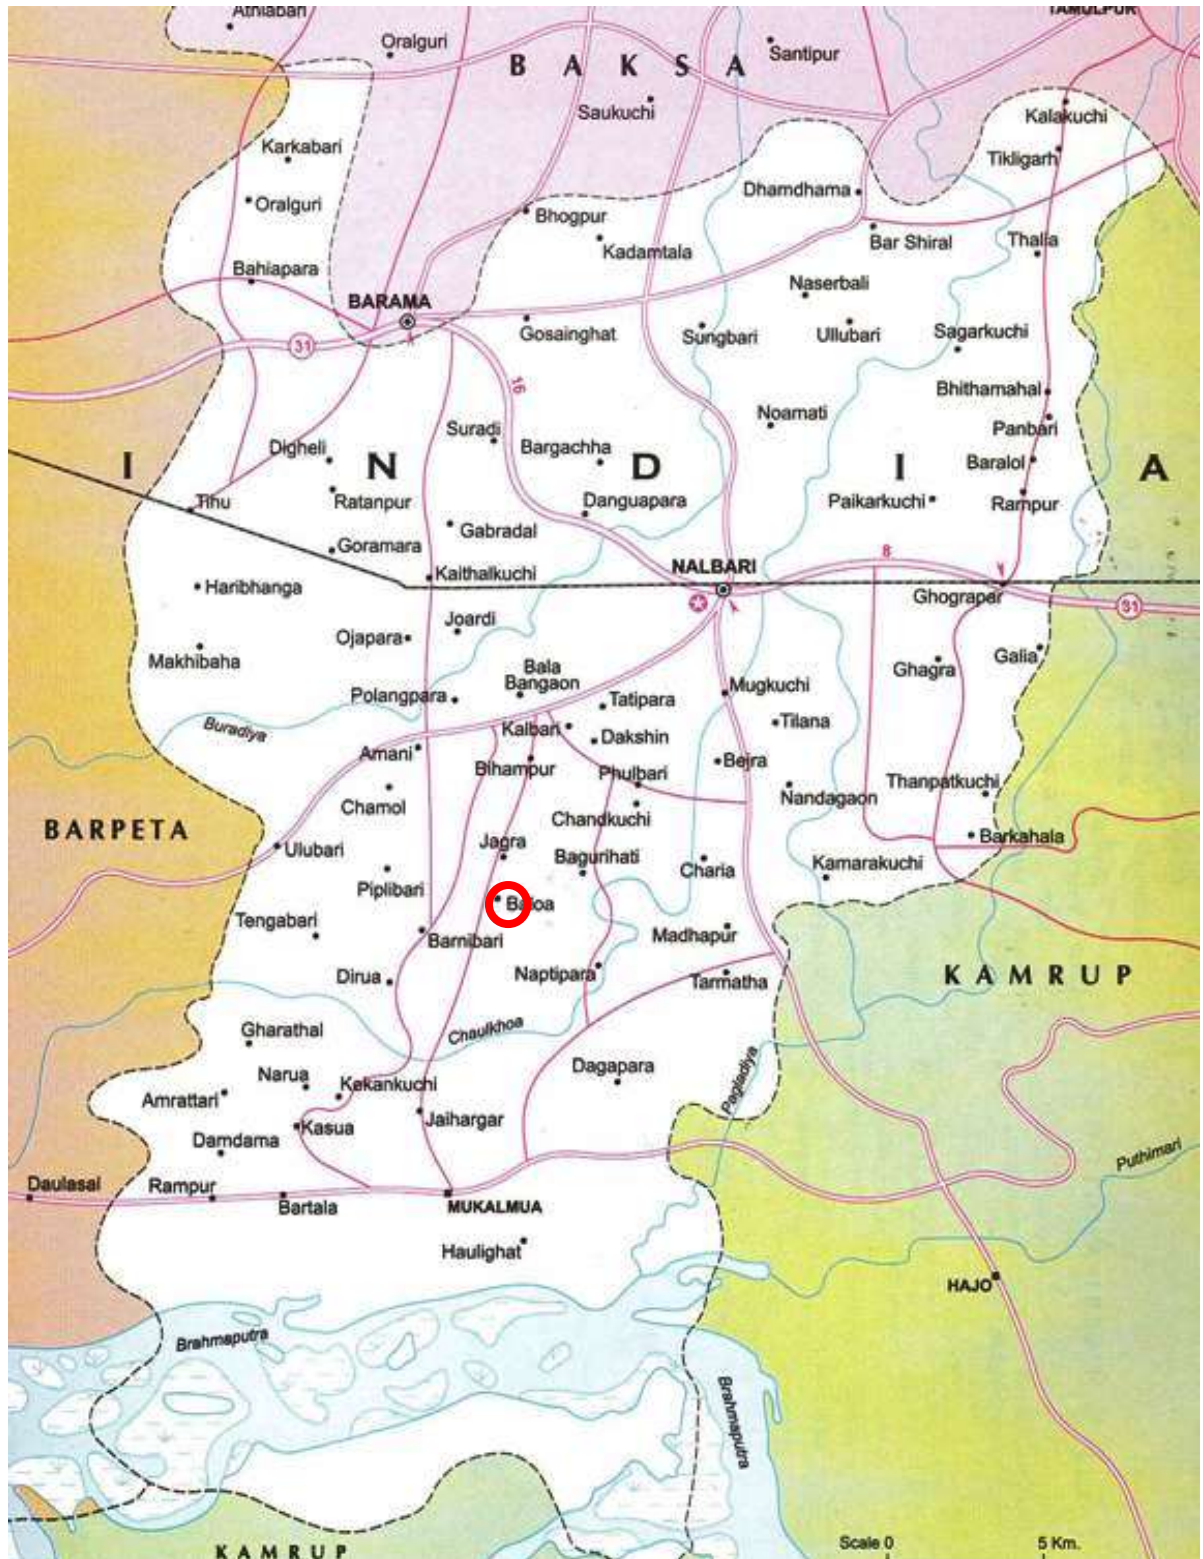 Athiabari
TAMULPUR
Oralguri
Santipur
B A K S A
Saukuchi
Kalakuchi
Karkabari
Tikligarh
Dhamdhama
Oralguri
Bhogpur
Kadamtala
Bar Shiral
Thalia
Bahiapara
Naserbali
BARAMA
Gosainghat
Sungbari
Ullubari
Sagarkuchi
31
16
Bhithamahal
Noamati
Suradi
Panbari
Digheli
Bargachha
I N D I A
Baralol
Tihu
Ratanpur
Danguapara
Paikarkuchi
Rampur
Gabradal
Goramara
8
NALBARI
Kaithalkuchi
Haribhanga
Ghograpar
31
Joardi
Ojapara
Makhibaha
Galia
Ghagra
Bala
Bangaon
Polangpara
Mugkuchi
Tatipara
Buradiya
Kalbari
Tilana
Dakshin
Amani
Bejra
Bihampur
Phulbari
Thanpatkuchi
Nandagaon
Chamol
Chandkuchi
BARPETA
Barkahala
Jagra
Ulubari
Bagurihati
Kamarakuchi
Charia
Piplibari
Tengabari
Barnibari
Madhapur
Dirua
Naptipara
Tarmatha
KAMRUP
Gharathal
Chaulkhoa
Dagapara
Narua
Kekankuchi
Pagladiya
Amrattari
Jaihargar
Kasua
Damdama
Puthimari
Daulasal
Rampur
Bartala
MUKALMUA
Haulighat
HAJO
Brahmaputra
Brahmaputra
Scale 0 5 Km.
KAMRUP